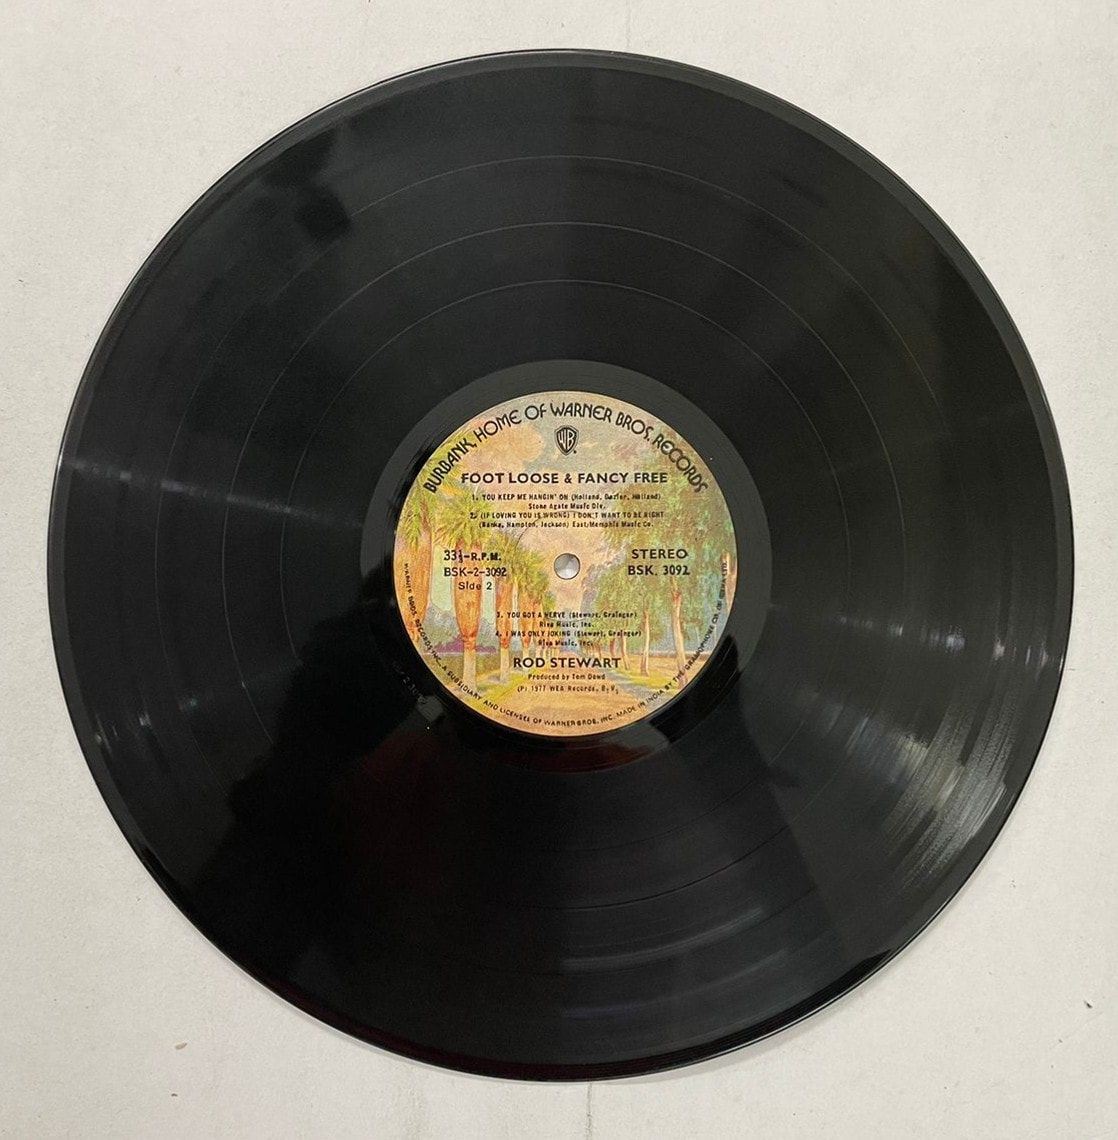 BURBANK, HOME OF WARNER BROS. RECORDS
WB
FOOT LOOSE & FANCY FREE
1. YOU KEEP ME HANGIN' ON (Holland, Dozier, Holland)
Stone Agate Music Div.
2. (IF LOVING YOU IS WRONG) I DON'T WANT TO BE RIGHT
(Banks, Hampton, Jackson) East/Memphis Music Co.
33⅓-R.P.M.
BSK-2-3092
Side 2
STEREO
BSK. 3092
3. YOU GOT A NERVE (Stewart, Grainger)
Riva Music, Inc.
4. I WAS ONLY JOKING (Stewart, Grainger)
Riva Music, Inc.
ROD STEWART
Produced by Tom Dowd
(P) 1977 WEA Records, B.V.
WARNER BROS. RECORDS INC. A SUBSIDIARY AND LICENSEE OF WARNER BROS. INC. MADE IN INDIA BY THE GRAMOPHONE CO. OF INDIA LTD.